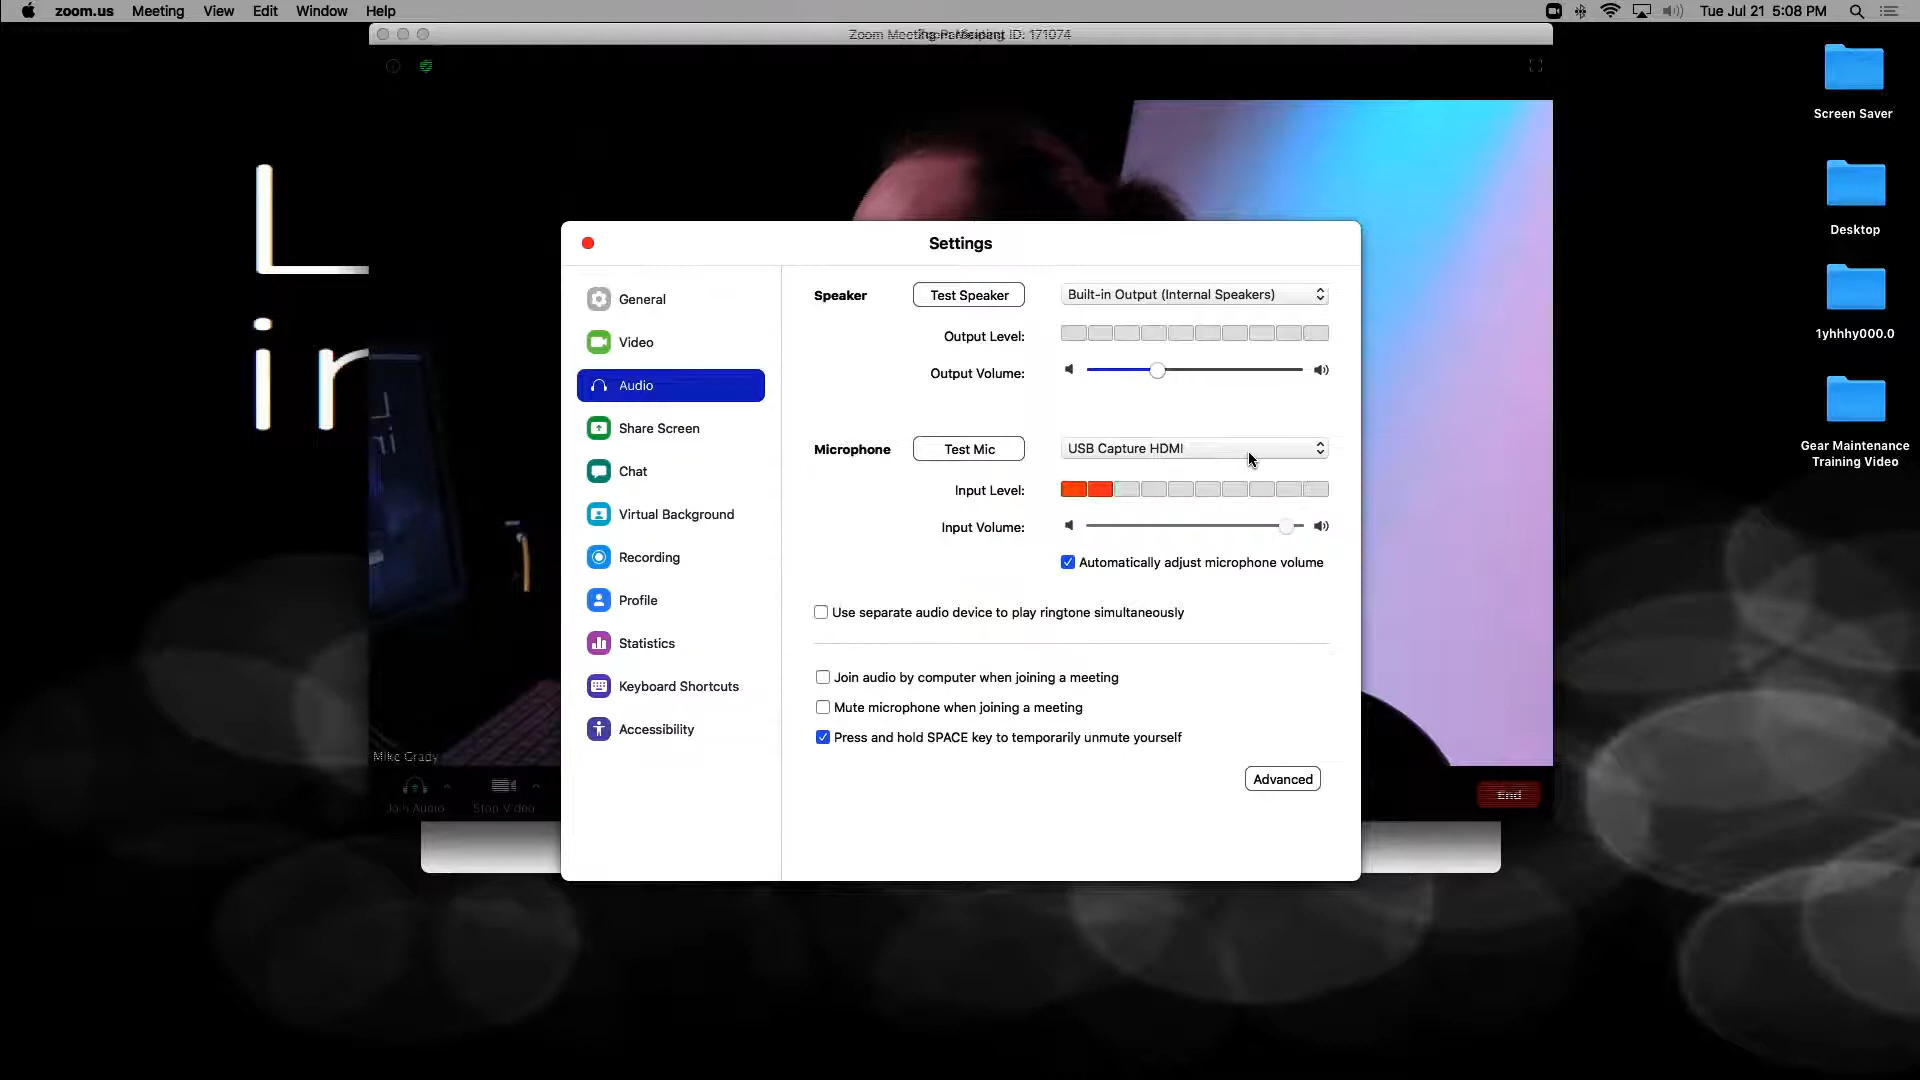 zoom.us Meeting View Edit Window Help
Tue Jul 21 5:08 PM
L
in
Settings
General
Video
Audio
Share Screen
Chat
Virtual Background
Recording
Profile
Statistics
Keyboard Shortcuts
Accessibility
Speaker
Test Speaker
Built-in Output (Internal Speakers)
Output Level:
Output Volume:
Microphone
Test Mic
USB Capture HDMI
Input Level:
Input Volume:
Automatically adjust microphone volume
Use separate audio device to play ringtone simultaneously
Join audio by computer when joining a meeting
Mute microphone when joining a meeting
Press and hold SPACE key to temporarily unmute yourself
Advanced
Mike Grady
Join Audio
Stop Video
End
Screen Saver
Desktop
1yhhhy000.0
Gear Maintenance
Training Video